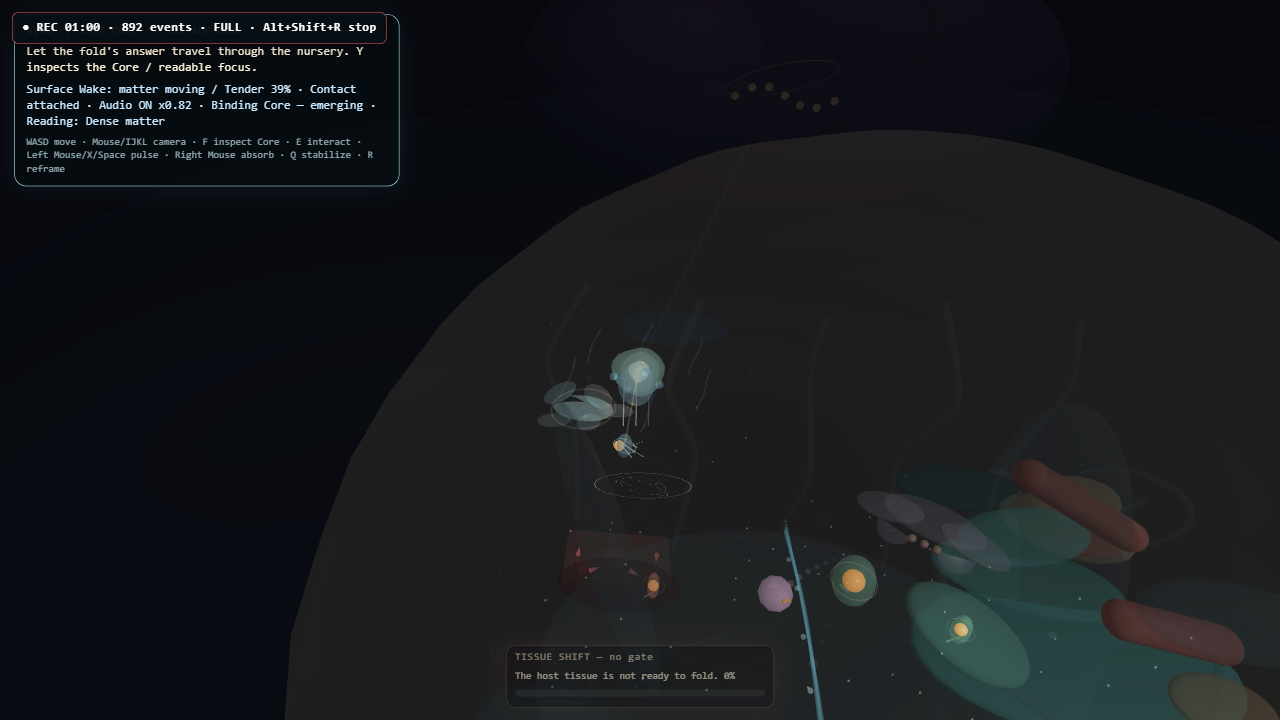 ● REC 01:00 · 892 events · FULL · Alt+Shift+R stop
Let the fold's answer travel through the nursery. Y
inspects the Core / readable focus.
Surface Wake: matter moving / Tender 39% · Contact
attached · Audio ON x0.82 · Binding Core — emerging ·
Reading: Dense matter
WASD move · Mouse/IJKL camera · F inspect Core · E interact ·
Left Mouse/X/Space pulse · Right Mouse absorb · Q stabilize · R
reframe
TISSUE SHIFT — no gate
The host tissue is not ready to fold. 0%